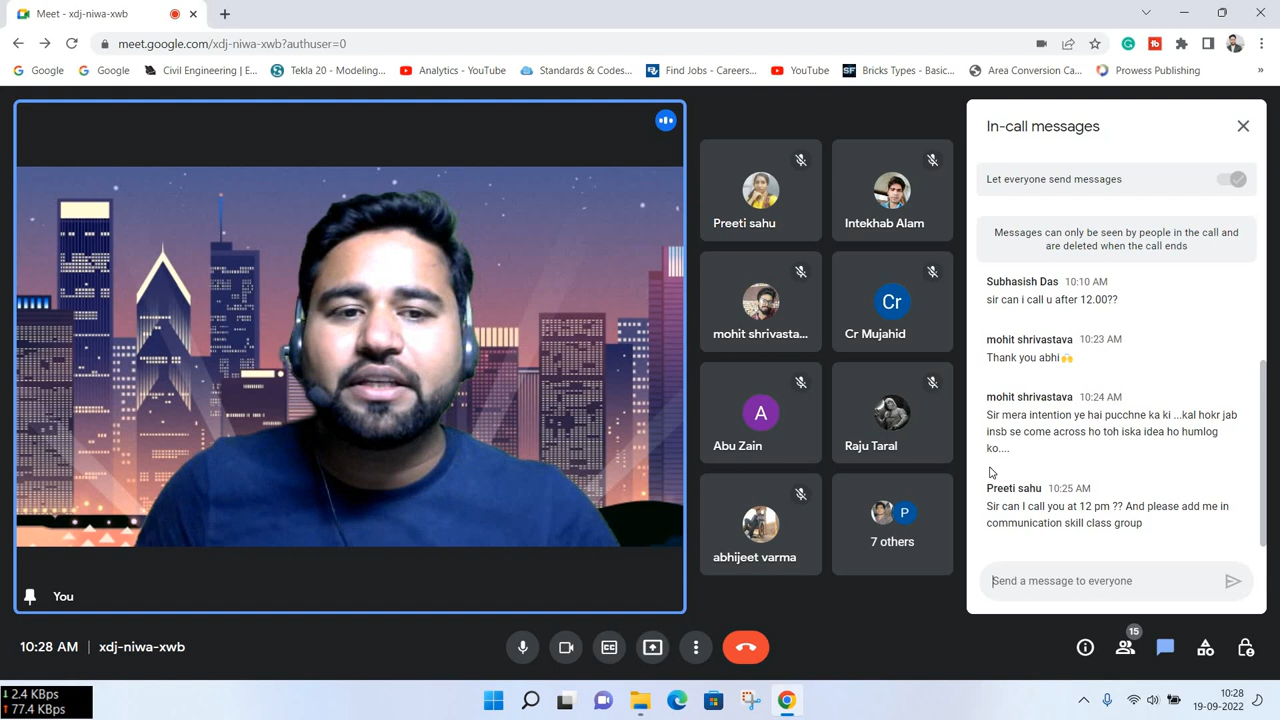 Meet - xdj-niwa-xwb
meet.google.com/xdj-niwa-xwb?authuser=0
Google
Google
Civil Engineering | E...
Tekla 20 - Modeling...
Analytics - YouTube
Standards & Codes...
Find Jobs - Careers...
YouTube
SF
Bricks Types - Basic...
Area Conversion Ca...
Prowess Publishing
»
Preeti sahu
Intekhab Alam
mohit shrivasta...
Cr
Cr Mujahid
A
Abu Zain
Raju Taral
abhijeet varma
P
7 others
You
In-call messages
Let everyone send messages
Messages can only be seen by people in the call and
are deleted when the call ends
Subhasish Das 10:10 AM
sir can i call u after 12.00??
mohit shrivastava 10:23 AM
Thank you abhi🙌
mohit shrivastava 10:24 AM
Sir mera intention ye hai pucchne ka ki ...kal hokr jab
insb se come across ho toh iska idea ho humlog
ko....
Preeti sahu 10:25 AM
Sir can I call you at 12 pm ?? And please add me in
communication skill class group
Send a message to everyone
10:28 AM | xdj-niwa-xwb
CC
15
↓ 2.4 KBps
↑ 77.4 KBps
10:28
19-09-2022